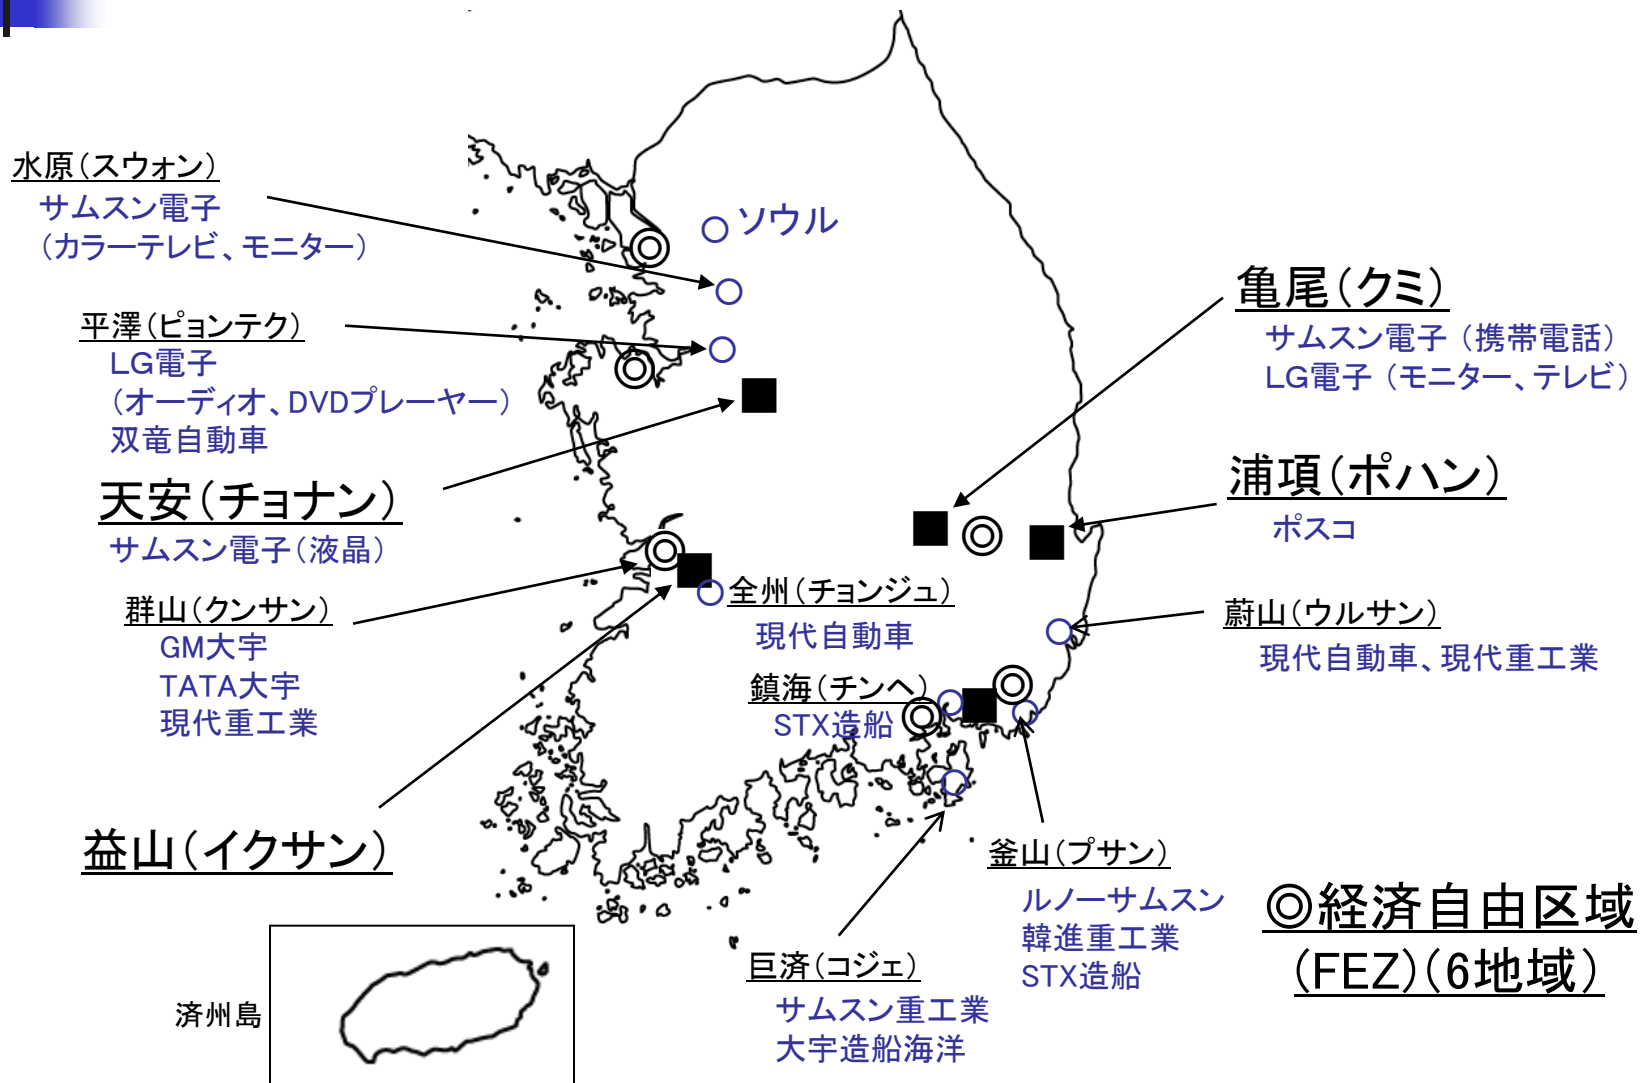 水原（スウォン）
サムスン電子
（カラーテレビ、モニター）
ソウル
平澤（ピョンテク）
LG電子
（オーディオ、DVDプレーヤー）
双竜自動車
天安（チョナン）
サムスン電子（液晶）
群山（クンサン）
GM大宇
TATA大宇
現代重工業
益山（イクサン）
全州（チョンジュ）
現代自動車
鎮海（チンヘ）
STX造船
亀尾（クミ）
サムスン電子（携帯電話）
LG電子（モニター、テレビ）
浦項（ポハン）
ポスコ
蔚山（ウルサン）
現代自動車、現代重工業
釜山（プサン）
ルノーサムスン
韓進重工業
STX造船
巨済（コジェ）
サムスン重工業
大宇造船海洋
済州島
◎経済自由区域
(FEZ)(6地域）